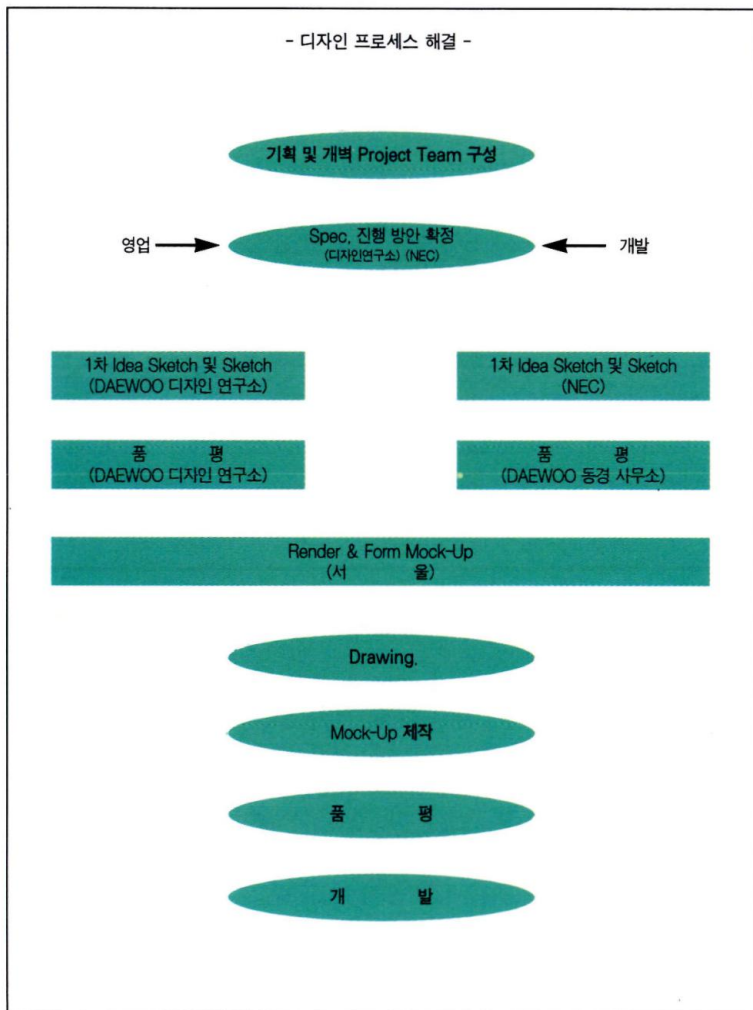 - 디자인 프로세스 해결 -
기획 및 개벽 Project Team 구성
영업
Spec. 진행 방안 확정
(디자인연구소) (NEC)
개발
1차 Idea Sketch 및 Sketch
(DAEWOO 디자인 연구소)
1차 Idea Sketch 및 Sketch
(NEC)
품 평
(DAEWOO 디자인 연구소)
품 평
(DAEWOO 동경 사무소)
Render & Form Mock-Up
(서 울)
Drawing.
Mock-Up 제작
품 평
개 발